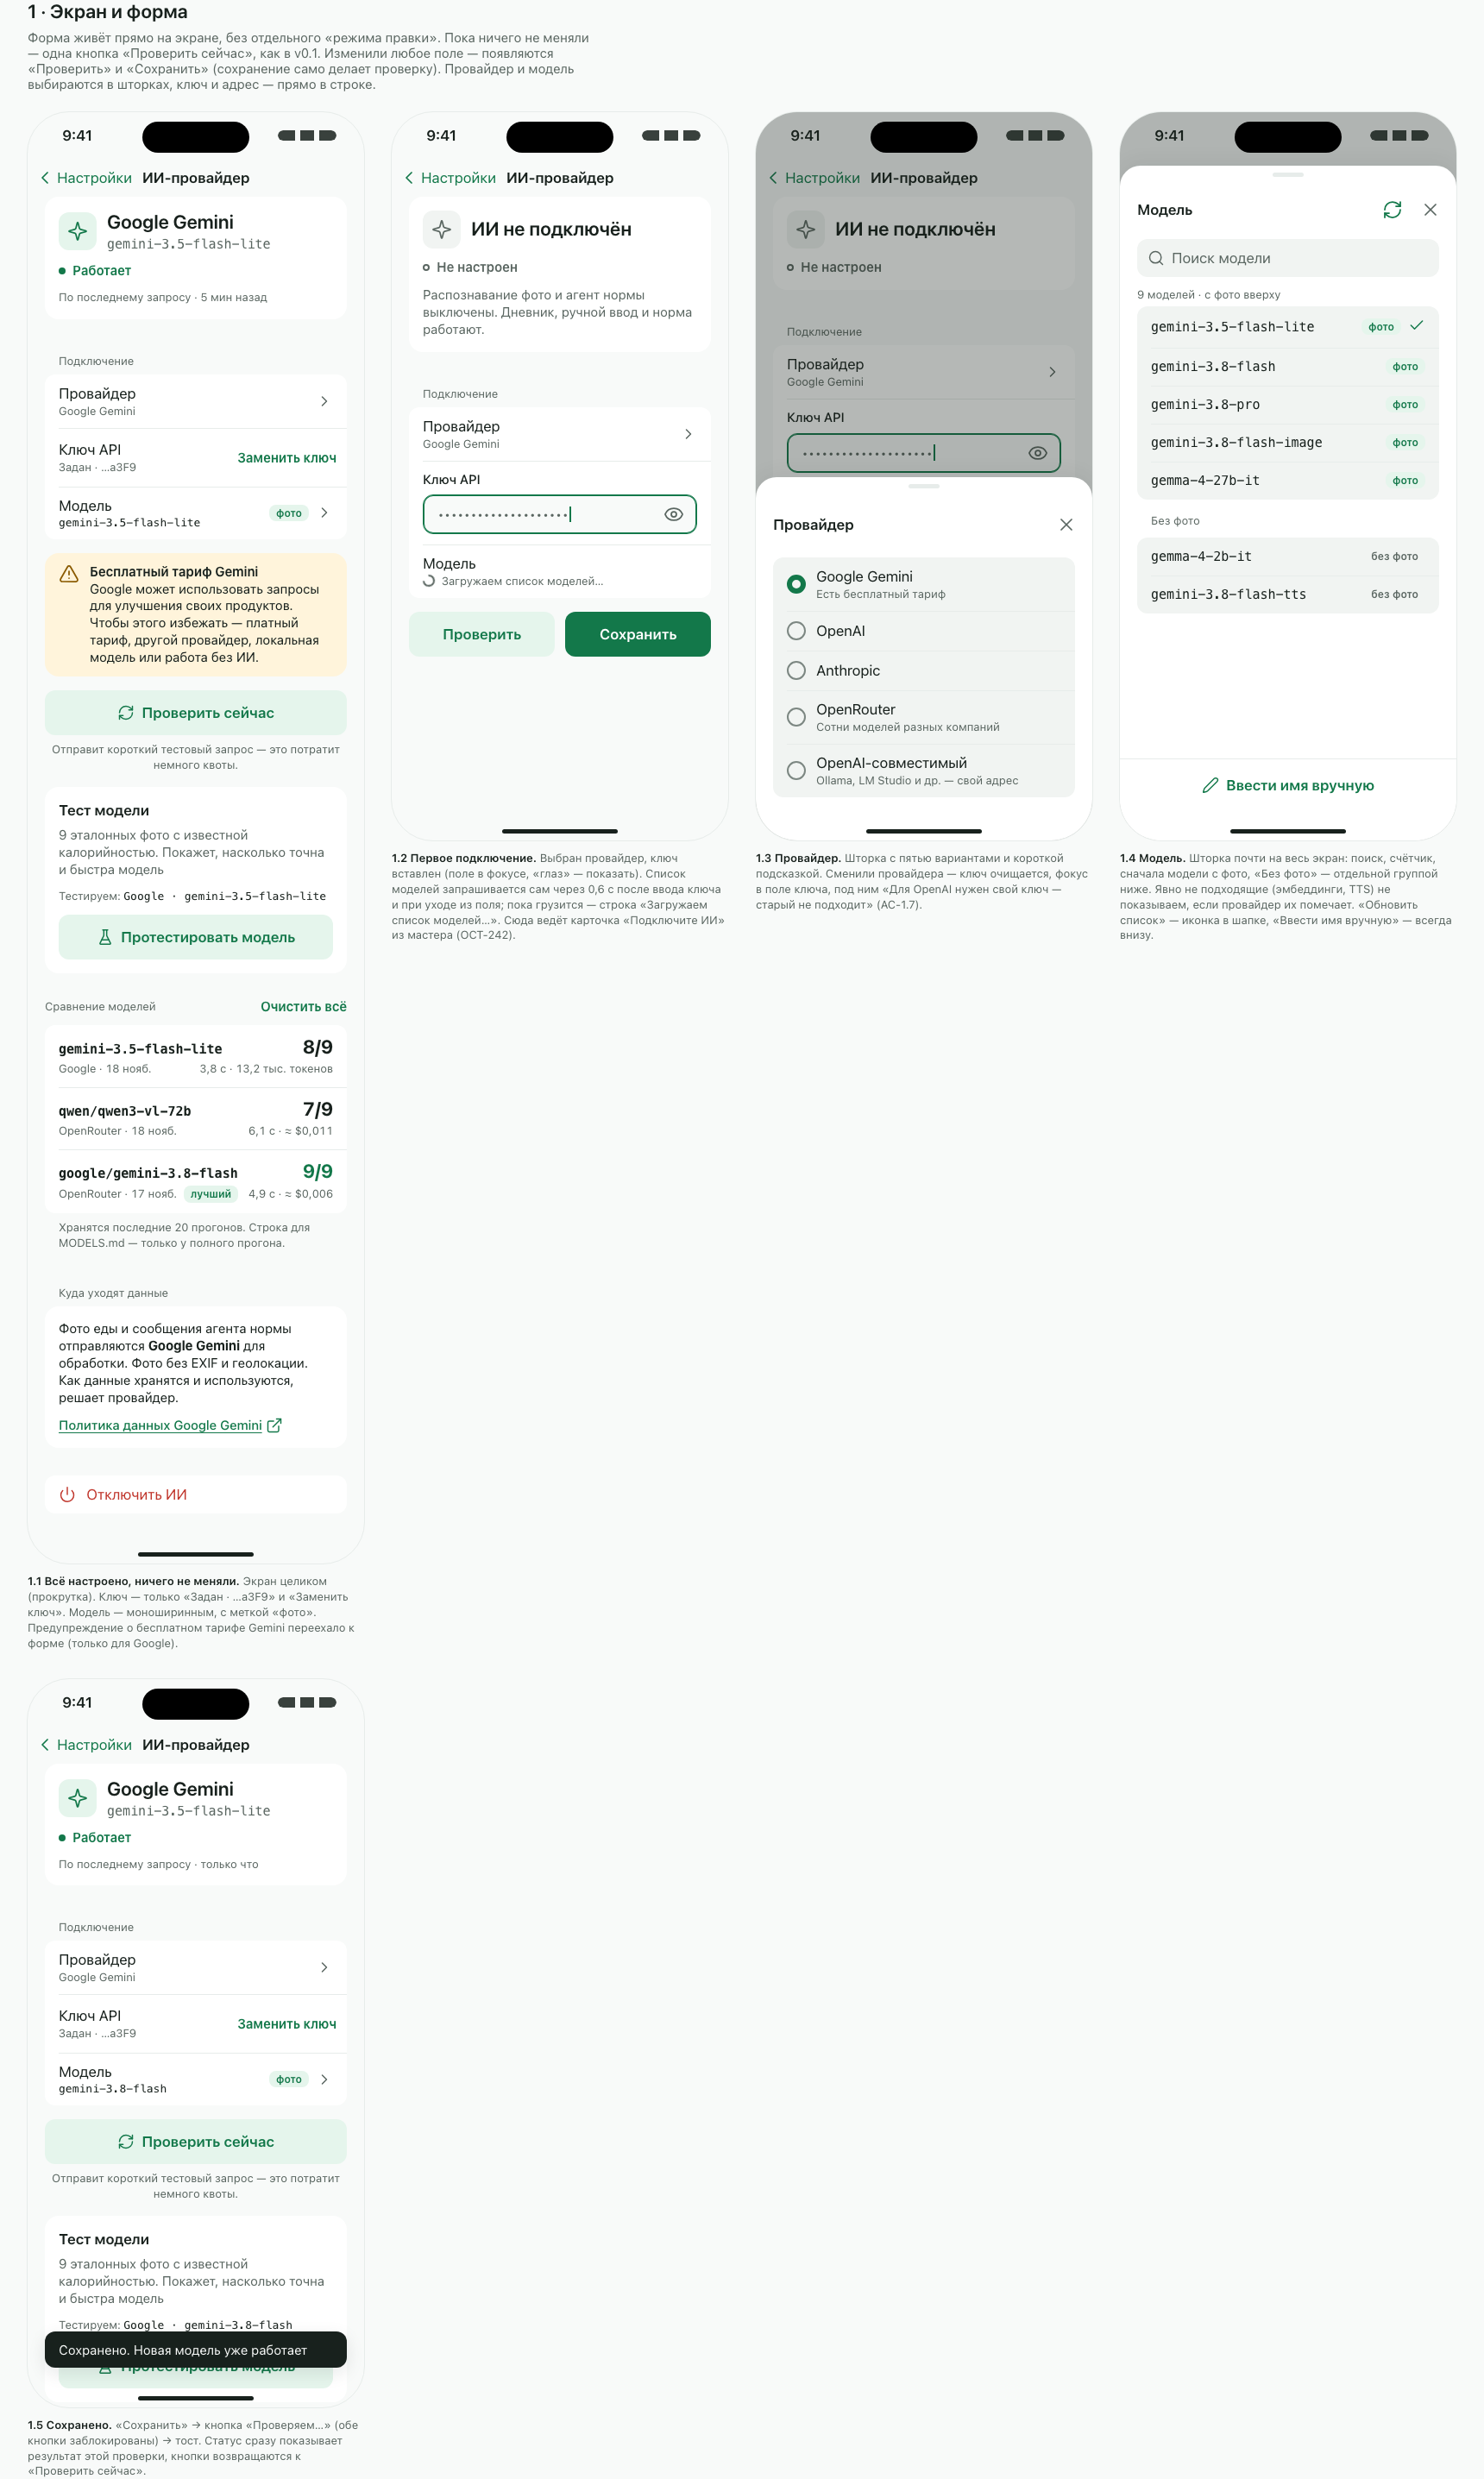 1 · Экран и форма
Форма живёт прямо на экране, без отдельного «режима правки». Пока ничего не меняли
— одна кнопка «Проверить сейчас», как в v0.1. Изменили любое поле — появляются
«Проверить» и «Сохранить» (сохранение само делает проверку). Провайдер и модель
выбираются в шторках, ключ и адрес — прямо в строке.
9:41
Настройки ИИ-провайдер
Google Gemini
gemini-3.5-flash-lite
Работает
По последнему запросу · 5 мин назад
Подключение
Провайдер
Google Gemini
Ключ API
Задан · …a3F9
Заменить ключ
Модель
gemini-3.5-flash-lite
фото
Бесплатный тариф Gemini
Google может использовать запросы
для улучшения своих продуктов.
Чтобы этого избежать — платный
тариф, другой провайдер, локальная
модель или работа без ИИ.
Проверить сейчас
Отправит короткий тестовый запрос — это потратит
немного квоты.
Тест модели
9 эталонных фото с известной
калорийностью. Покажет, насколько точна
и быстра модель
Тестируем: Google · gemini-3.5-flash-lite
Протестировать модель
Сравнение моделей
Очистить всё
gemini-3.5-flash-lite 8/9
Google · 18 нояб. 3,8 с · 13,2 тыс. токенов
qwen/qwen3-vl-72b 7/9
OpenRouter · 18 нояб. 6,1 с · ≈ $0,011
google/gemini-3.8-flash 9/9
OpenRouter · 17 нояб. лучший 4,9 с · ≈ $0,006
Хранятся последние 20 прогонов. Строка для
MODELS.md — только у полного прогона.
Куда уходят данные
Фото еды и сообщения агента нормы
отправляются Google Gemini для
обработки. Фото без EXIF и геолокации.
Как данные хранятся и используются,
решает провайдер.
Политика данных Google Gemini
Отключить ИИ
1.1 Всё настроено, ничего не меняли. Экран целиком
(прокрутка). Ключ — только «Задан · …a3F9» и «Заменить
ключ». Модель — моноширинным, с меткой «фото».
Предупреждение о бесплатном тарифе Gemini переехало к
форме (только для Google).
9:41
Настройки ИИ-провайдер
ИИ не подключён
Не настроен
Распознавание фото и агент нормы
выключены. Дневник, ручной ввод и норма
работают.
Подключение
Провайдер
Google Gemini
Ключ API
Модель
Загружаем список моделей…
Проверить
Сохранить
1.2 Первое подключение. Выбран провайдер, ключ
вставлен (поле в фокусе, «глаз» — показать). Список
моделей запрашивается сам через 0,6 с после ввода ключа
и при уходе из поля; пока грузится — строка «Загружаем
список моделей…». Сюда ведёт карточка «Подключите ИИ»
из мастера (ОСТ-242).
9:41
Настройки ИИ-провайдер
ИИ не подключён
Не настроен
Подключение
Провайдер
Google Gemini
Ключ API
Провайдер
Google Gemini
Есть бесплатный тариф
OpenAI
Anthropic
OpenRouter
Сотни моделей разных компаний
OpenAI-совместимый
Ollama, LM Studio и др. — свой адрес
1.3 Провайдер. Шторка с пятью вариантами и короткой
подсказкой. Сменили провайдера — ключ очищается, фокус
в поле ключа, под ним «Для OpenAI нужен свой ключ —
старый не подходит» (АС-1.7).
9:41
Модель
Поиск модели
9 моделей · с фото вверху
gemini-3.5-flash-lite фото
gemini-3.8-flash фото
gemini-3.8-pro фото
gemini-3.8-flash-image фото
gemma-4-27b-it фото
Без фото
gemma-4-2b-it без фото
gemini-3.8-flash-tts без фото
Ввести имя вручную
1.4 Модель. Шторка почти на весь экран: поиск, счётчик,
сначала модели с фото, «Без фото» — отдельной группой
ниже. Явно не подходящие (эмбеддинги, TTS) не
показываем, если провайдер их помечает. «Обновить
список» — иконка в шапке, «Ввести имя вручную» — всегда
внизу.
9:41
Настройки ИИ-провайдер
Google Gemini
gemini-3.5-flash-lite
Работает
По последнему запросу · только что
Подключение
Провайдер
Google Gemini
Ключ API
Задан · …a3F9
Заменить ключ
Модель
gemini-3.8-flash
фото
Проверить сейчас
Отправит короткий тестовый запрос — это потратит
немного квоты.
Тест модели
9 эталонных фото с известной
калорийностью. Покажет, насколько точна
и быстра модель
Тестируем: Google · gemini-3.8-flash
Сохранено. Новая модель уже работает
Протестировать модель
1.5 Сохранено. «Сохранить» → кнопка «Проверяем…» (обе
кнопки заблокированы) → тост. Статус сразу показывает
результат этой проверки, кнопки возвращаются к
«Проверить сейчас».